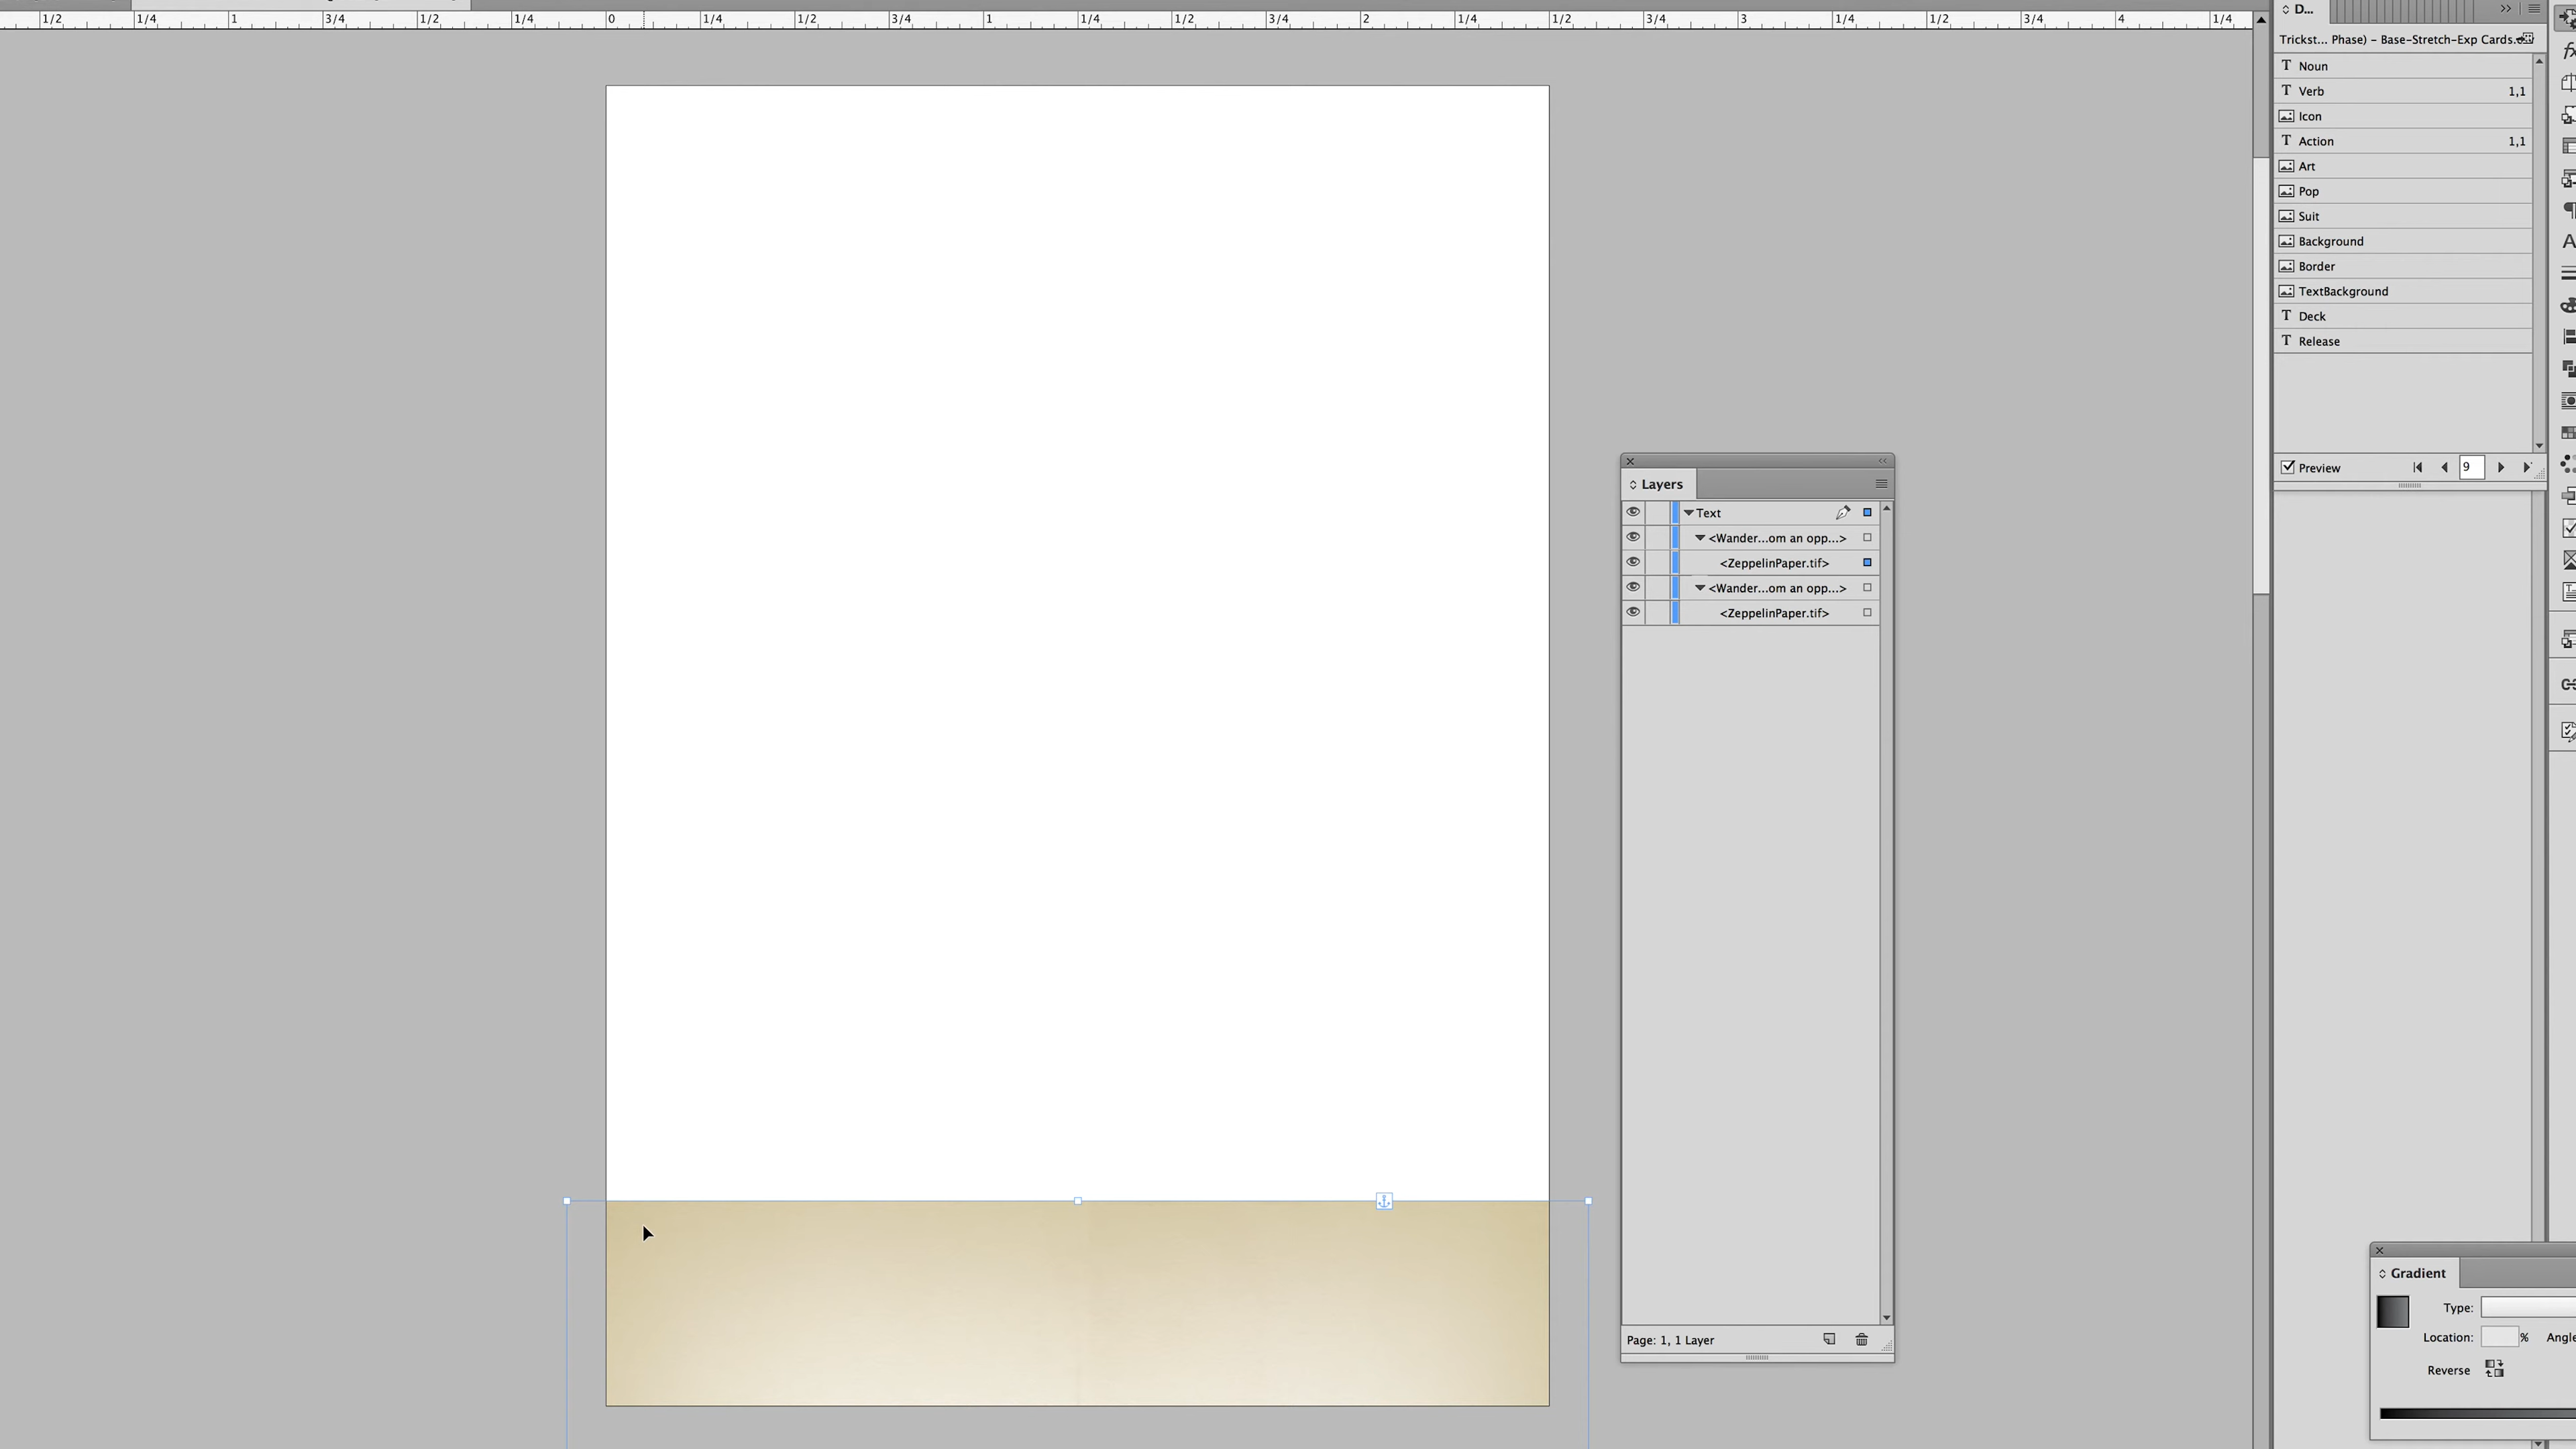 1/2 1/4 1 3/4 1/2 1/4 0 1/4 1/2 3/4 1 1/4 1/2 3/4 2 1/4 1/2 3/4 3 1/4 1/2 3/4 4 1/4
D...
Trickst... Phase) - Base-Stretch-Exp Cards.
Noun
Verb 1,1
Icon
Action 1,1
Art
Pop
Suit
Background
Border
TextBackground
Deck
Release
Preview 9
Layers
Text
<Wander...om an opp...>
<ZeppelinPaper.tif>
<Wander...om an opp...>
<ZeppelinPaper.tif>
Page: 1, 1 Layer
Gradient
Type:
Location: % Angle
Reverse